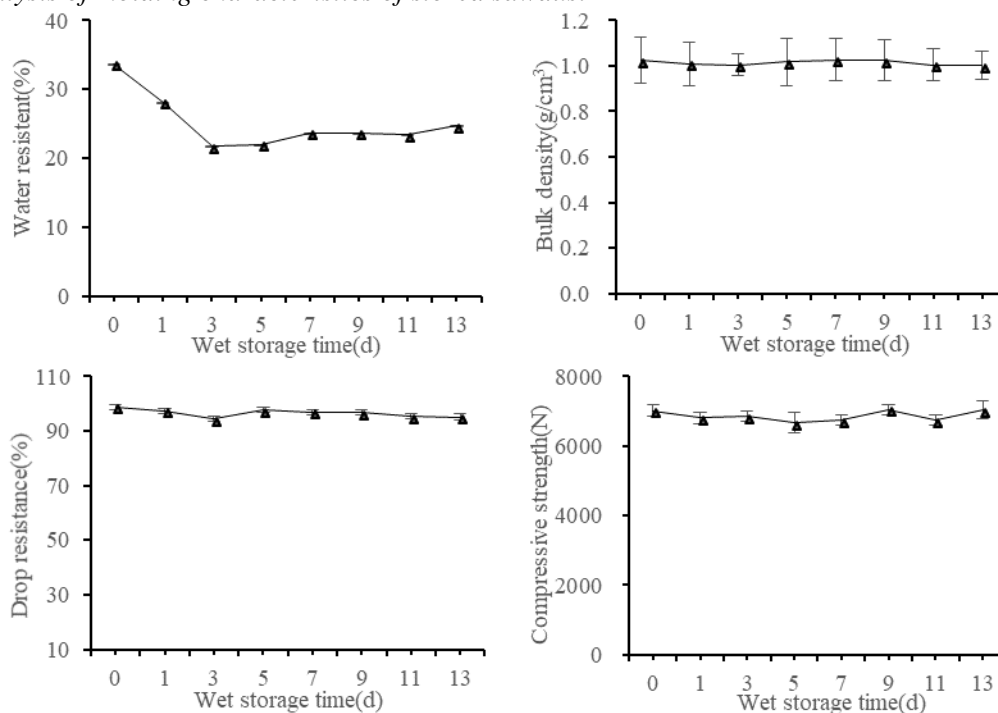 of stored sawdust
Water resistent(%)
40
30
20
10
0
0 1 3 5 7 9 11 13
Wet storage time(d)
Bulk density(g/cm³)
1.2
1.0
0.8
0.6
0.4
0.2
0.0
0 1 3 5 7 9 11 13
Wet storage time(d)
Drop resistance(%)
110
90
70
50
30
10
0 1 3 5 7 9 11 13
Wet storage time(d)
Compressive strength(N)
8000
6000
4000
2000
0
0 1 3 5 7 9 11 13
Wet storage time(d)